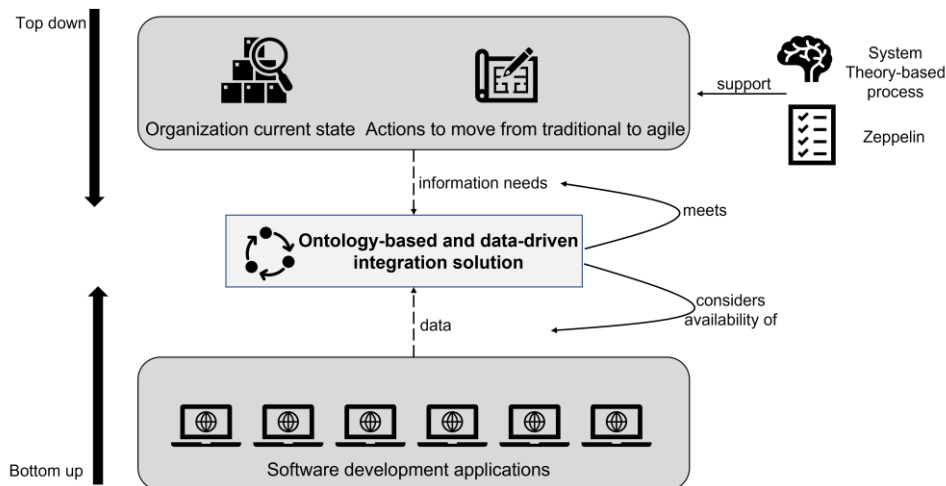 Top down
System
Theory-based
process
support
Organization current state
Actions to move from traditional to agile
Zeppelin
information needs
meets
Ontology-based and data-driven
integration solution
considers
availability of
data
Software development applications
Bottom up